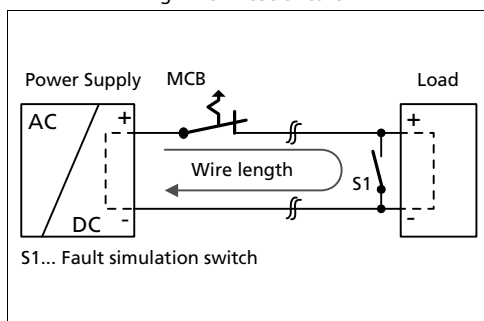 Power Supply MCB Load
AC + +
Wire length
S1
DC - -
S1... Fault simulation switch